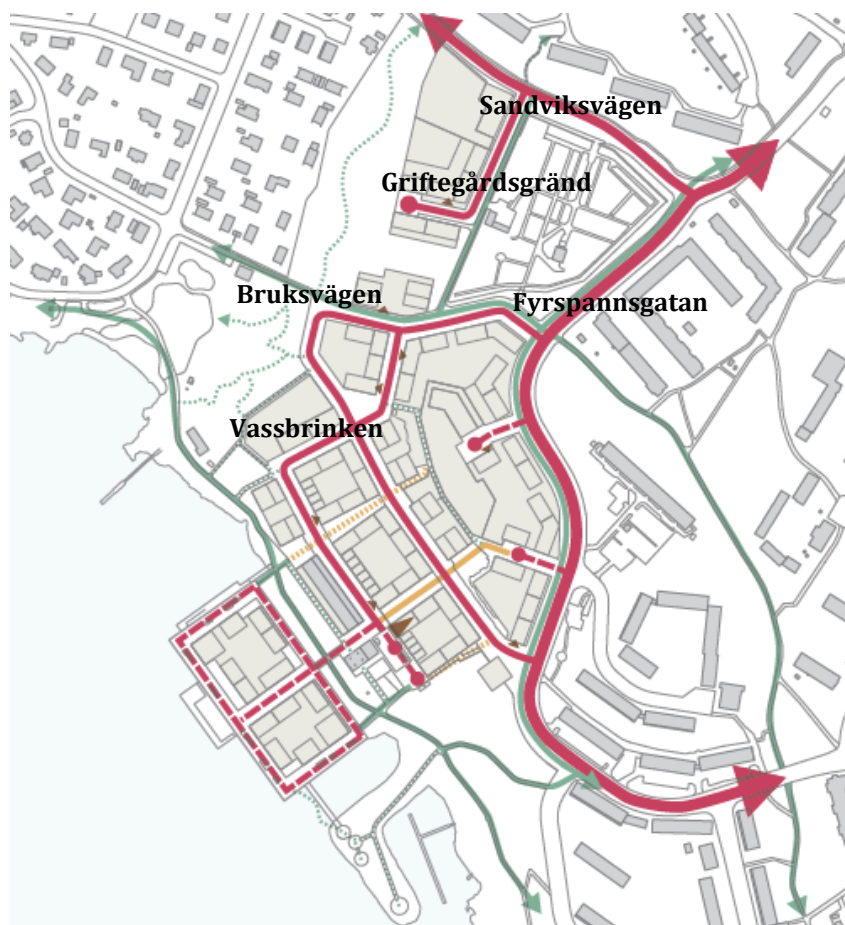 Sandviksvägen
Griftegårdsgränd
Bruksvägen
Fyrspannsgatan
Vassbrinken